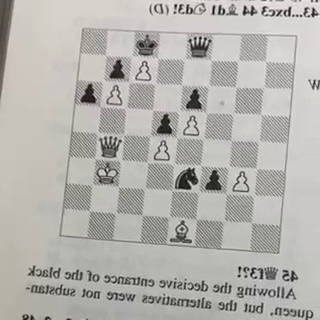 43...bxc3 44 ♗d1 ♘d3! (D)
W
45 ♕f3?!
Allowing the decisive entrance of the black
queen, but the alternatives were not substan-